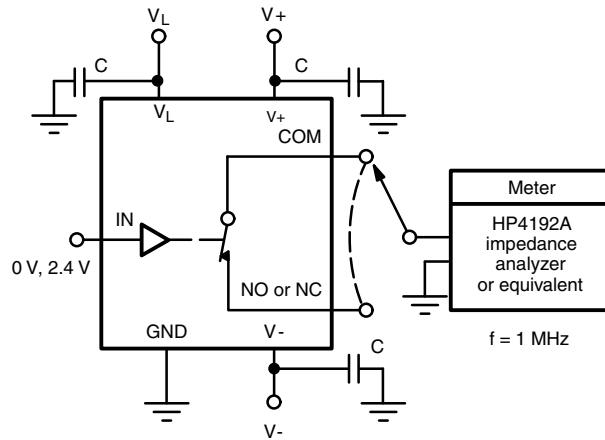 VL V+
C C
VL V+
COM
Meter
IN
HP4192A
impedance
analyzer
or equivalent
0 V, 2.4 V
NO or NC
GND V-
f = 1 MHz
C
V-